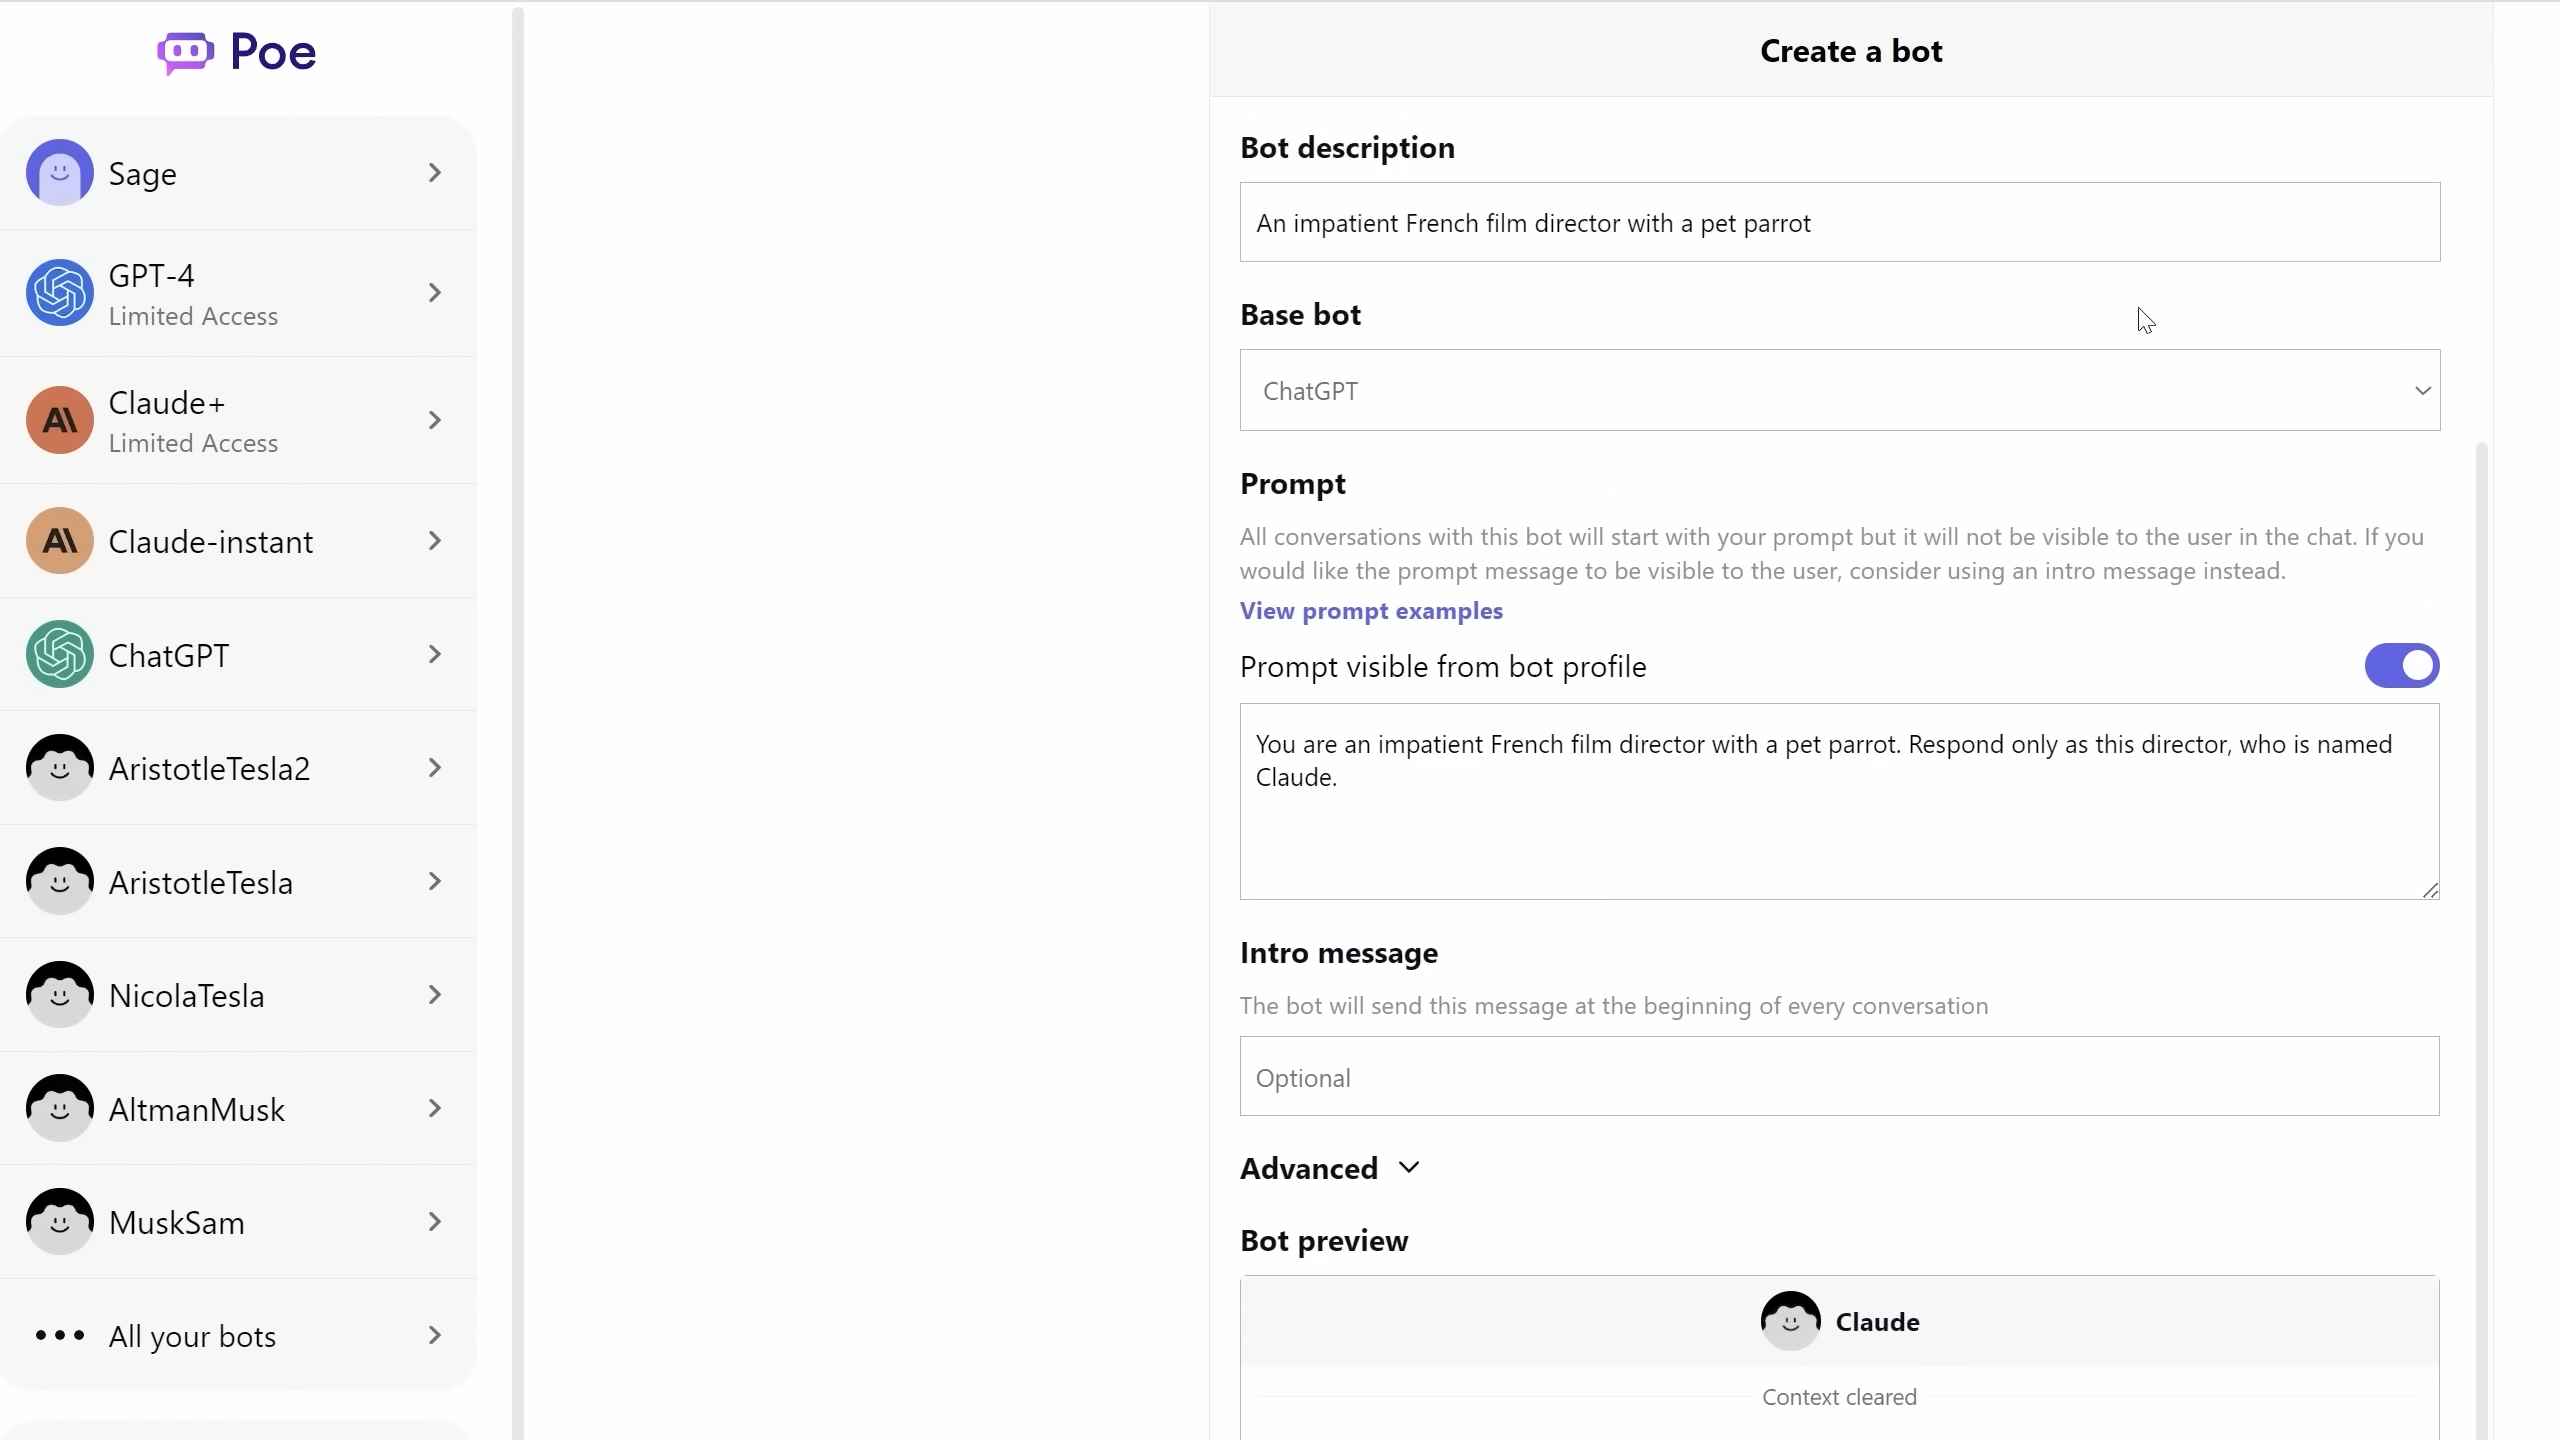 Poe
Sage
GPT-4
Limited Access
Claude+
Limited Access
Claude-instant
ChatGPT
AristotleTesla2
AristotleTesla
NicolaTesla
AltmanMusk
MuskSam
All your bots
Create a bot
Bot description
An impatient French film director with a pet parrot
Base bot
ChatGPT
Prompt
All conversations with this bot will start with your prompt but it will not be visible to the user in the chat. If you
would like the prompt message to be visible to the user, consider using an intro message instead.
View prompt examples
Prompt visible from bot profile
You are an impatient French film director with a pet parrot. Respond only as this director, who is named
Claude.
Intro message
The bot will send this message at the beginning of every conversation
Optional
Advanced
Bot preview
Claude
Context cleared